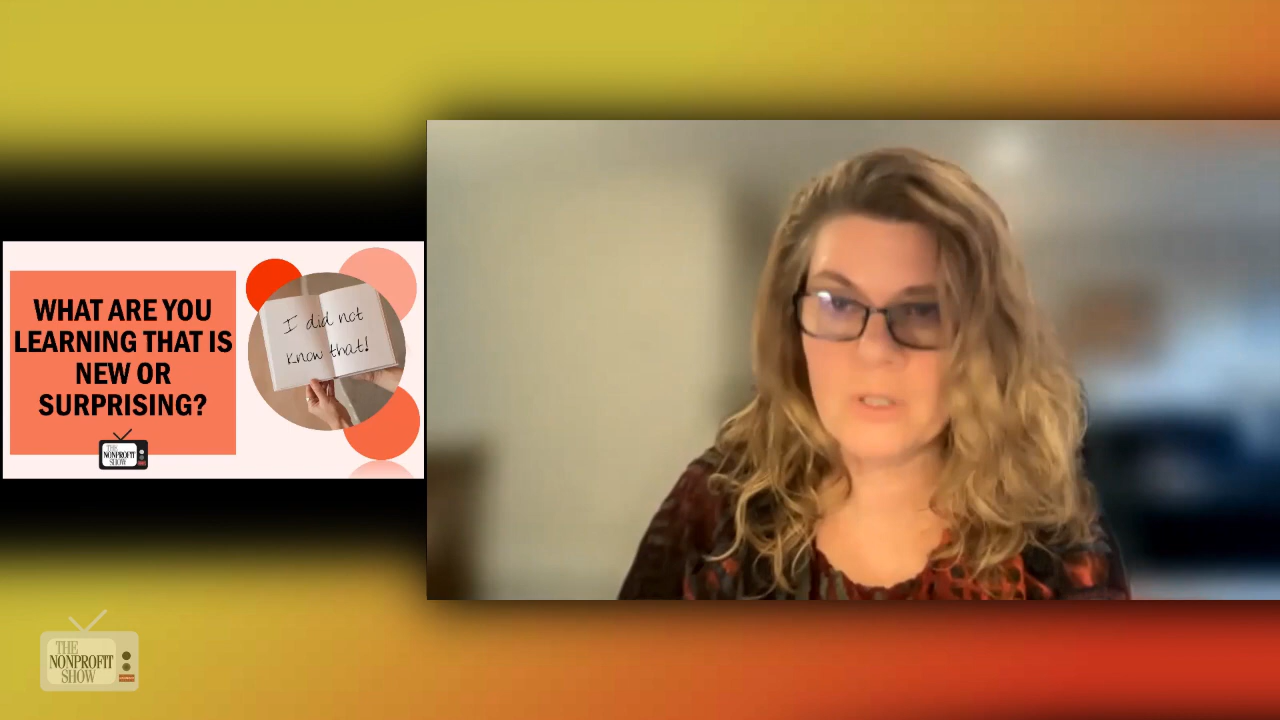 WHAT ARE YOU
LEARNING THAT IS
NEW OR
SURPRISING?
I did not
know that!
THE
NONPROFIT
SHOW
THE
NONPROFIT
SHOW